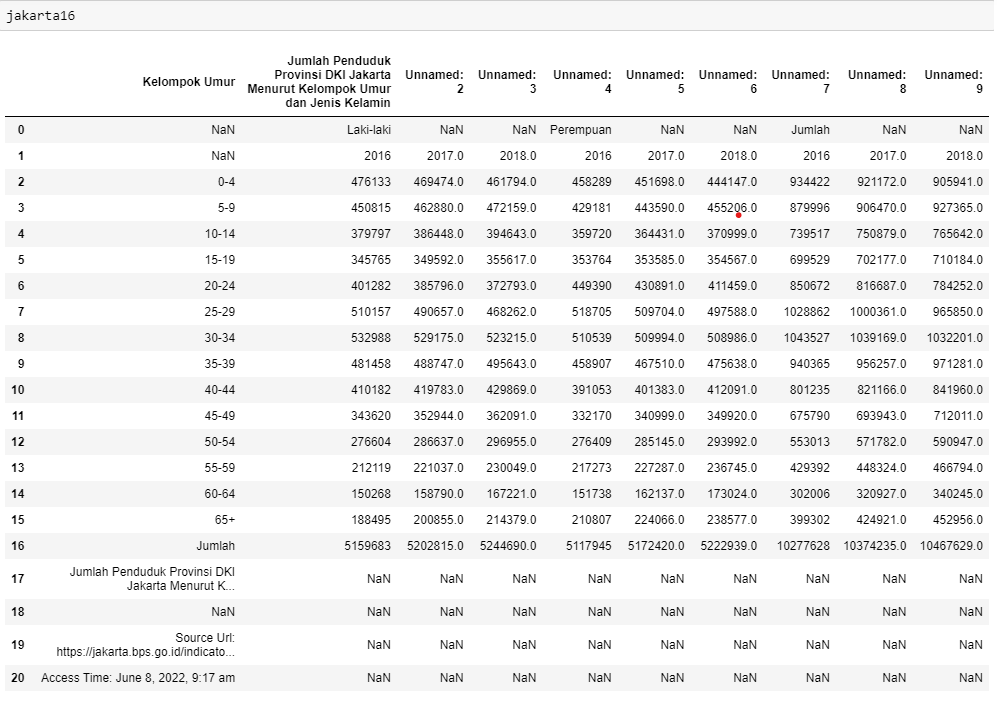 jakarta16
Kelompok Umur Jumlah Penduduk Provinsi DKI Jakarta Menurut Kelompok Umur dan Jenis Kelamin Unnamed: 2 Unnamed: 3 Unnamed: 4 Unnamed: 5 Unnamed: 6 Unnamed: 7 Unnamed: 8 Unnamed: 9
0 NaN Laki-laki NaN NaN Perempuan NaN NaN Jumlah NaN NaN
1 NaN 2016 2017.0 2018.0 2016 2017.0 2018.0 2016 2017.0 2018.0
2 0-4 476133 469474.0 461794.0 458289 451698.0 444147.0 934422 921172.0 905941.0
3 5-9 450815 462880.0 472159.0 429181 443590.0 455206.0 879996 906470.0 927365.0
4 10-14 379797 386448.0 394643.0 359720 364431.0 370999.0 739517 750879.0 765642.0
5 15-19 345765 349592.0 355617.0 353764 353585.0 354567.0 699529 702177.0 710184.0
6 20-24 401282 385796.0 372793.0 449390 430891.0 411459.0 850672 816687.0 784252.0
7 25-29 510157 490657.0 468262.0 518705 509704.0 497588.0 1028862 1000361.0 965850.0
8 30-34 532988 529175.0 523215.0 510539 509994.0 508986.0 1043527 1039169.0 1032201.0
9 35-39 481458 488747.0 495643.0 458907 467510.0 475638.0 940365 956257.0 971281.0
10 40-44 410182 419783.0 429869.0 391053 401383.0 412091.0 801235 821166.0 841960.0
11 45-49 343620 352944.0 362091.0 332170 340999.0 349920.0 675790 693943.0 712011.0
12 50-54 276604 286637.0 296955.0 276409 285145.0 293992.0 553013 571782.0 590947.0
13 55-59 212119 221037.0 230049.0 217273 227287.0 236745.0 429392 448324.0 466794.0
14 60-64 150268 158790.0 167221.0 151738 162137.0 173024.0 302006 320927.0 340245.0
15 65+ 188495 200855.0 214379.0 210807 224066.0 238577.0 399302 424921.0 452956.0
16 Jumlah 5159683 5202815.0 5244690.0 5117945 5172420.0 5222939.0 10277628 10374235.0 10467629.0
17 Jumlah Penduduk Provinsi DKI Jakarta Menurut K... NaN NaN NaN NaN NaN NaN NaN NaN NaN
18 NaN NaN NaN NaN NaN NaN NaN NaN NaN NaN
19 Source Url: https://jakarta.bps.go.id/indicato... NaN NaN NaN NaN NaN NaN NaN NaN NaN
20 Access Time: June 8, 2022, 9:17 am NaN NaN NaN NaN NaN NaN NaN NaN NaN